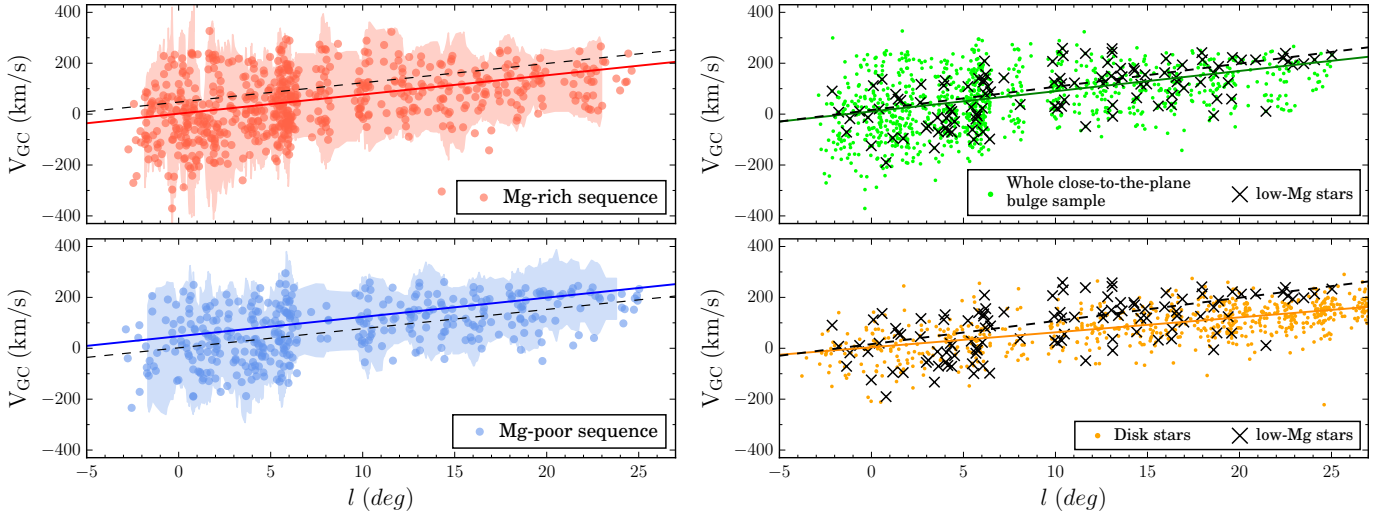 400
200
0
−200
−400
V_GC (km/s)
Mg-rich sequence
400
200
0
−200
−400
V_GC (km/s)
Whole close-to-the-plane
bulge sample
low-Mg stars
400
200
0
−200
−400
V_GC (km/s)
Mg-poor sequence
−5 0 5 10 15 20 25
l (deg)
400
200
0
−200
−400
V_GC (km/s)
Disk stars low-Mg stars
−5 0 5 10 15 20 25
l (deg)